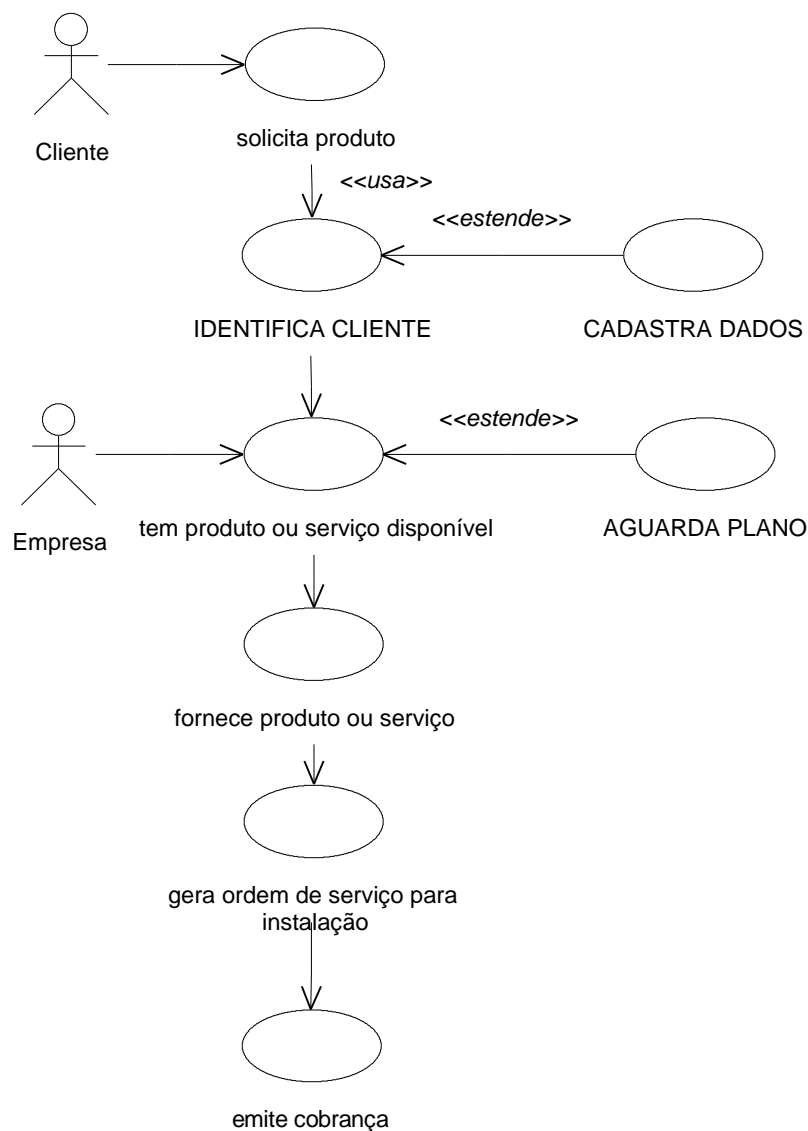 Cliente
solicita produto
<<usa>>
<<estende>>
IDENTIFICA CLIENTE
CADASTRA DADOS
<<estende>>
Empresa
tem produto ou serviço disponível
AGUARDA PLANO
fornece produto ou serviço
gera ordem de serviço para
instalação
emite cobrança